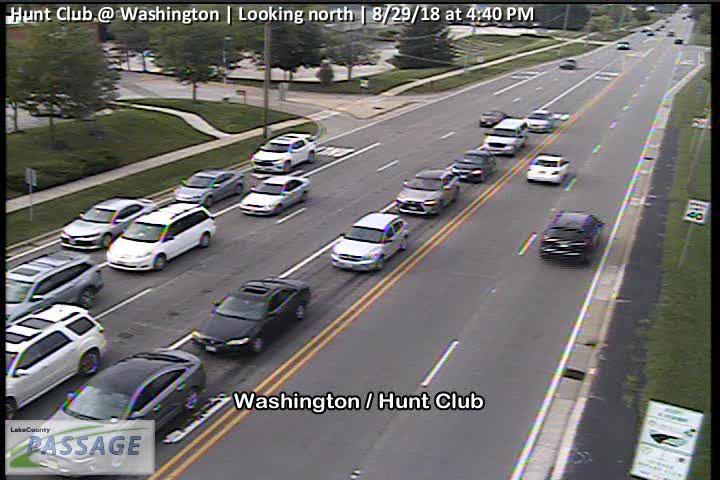 Hunt Club @ Washington | Looking north | 8/29/18 at 4:40 PM
40
Washington / Hunt Club
LakeCounty
PASSAGE